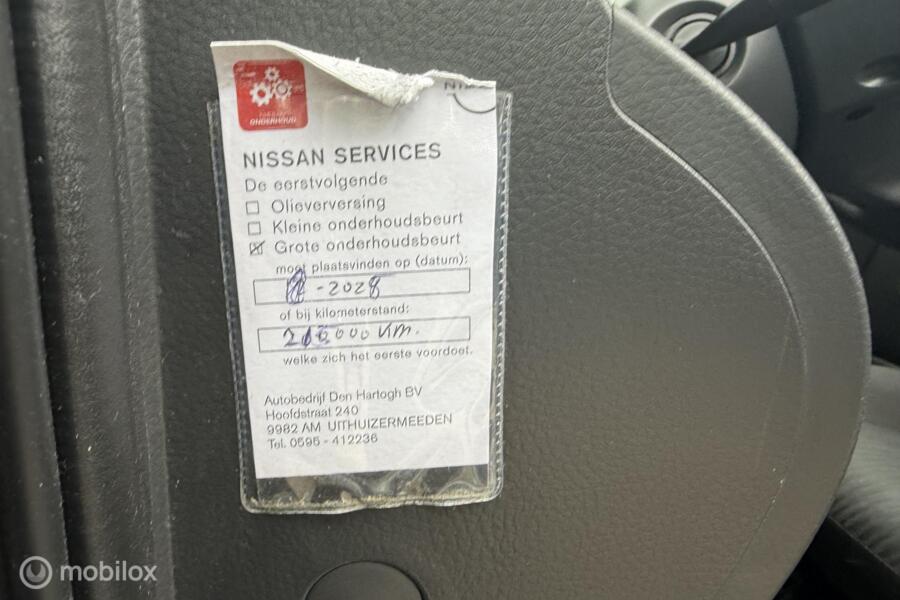 ONDERHOUD
NISSAN SERVICES
De eerstvolgende
Olieverversing
Kleine onderhoudsbeurt
Grote onderhoudsbeurt
moet plaatsvinden op (datum):
-2028
of bij kilometerstand:
km.
welke zich het eerste voordoet.
Autobedrijf Den Hartogh BV
Hoofdstraat 240
9982 AM UITHUIZERMEEDEN
Tel. 0595 - 412236
mobilox